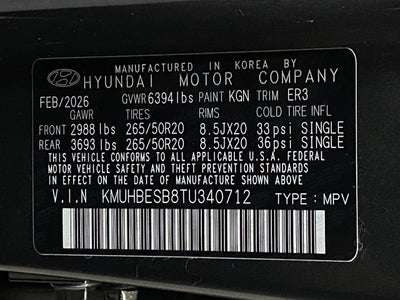 MANUFACTURED IN KOREA BY
HYUNDAI MOTOR COMPANY
FEB/2026 GVWR 6394lbs PAINT KGN TRIM ER3
GAWR TIRES RIMS COLD TIRE INFL
FRONT 2988 lbs 265/50R20 8.5JX20 33psi SINGLE
REAR 3693 lbs 265/50R20 8.5JX20 36psi SINGLE
THIS VEHICLE CONFORMS TO ALL APPLICABLE U.S.A. FEDERAL
MOTOR VEHICLE SAFETY AND THEFT PREVENTION STANDARDS
IN EFFECT ON THE DATE OF MANUFACTURE SHOWN ABOVE.
V.I.N KMUHBESB8TU340712 TYPE : MPV